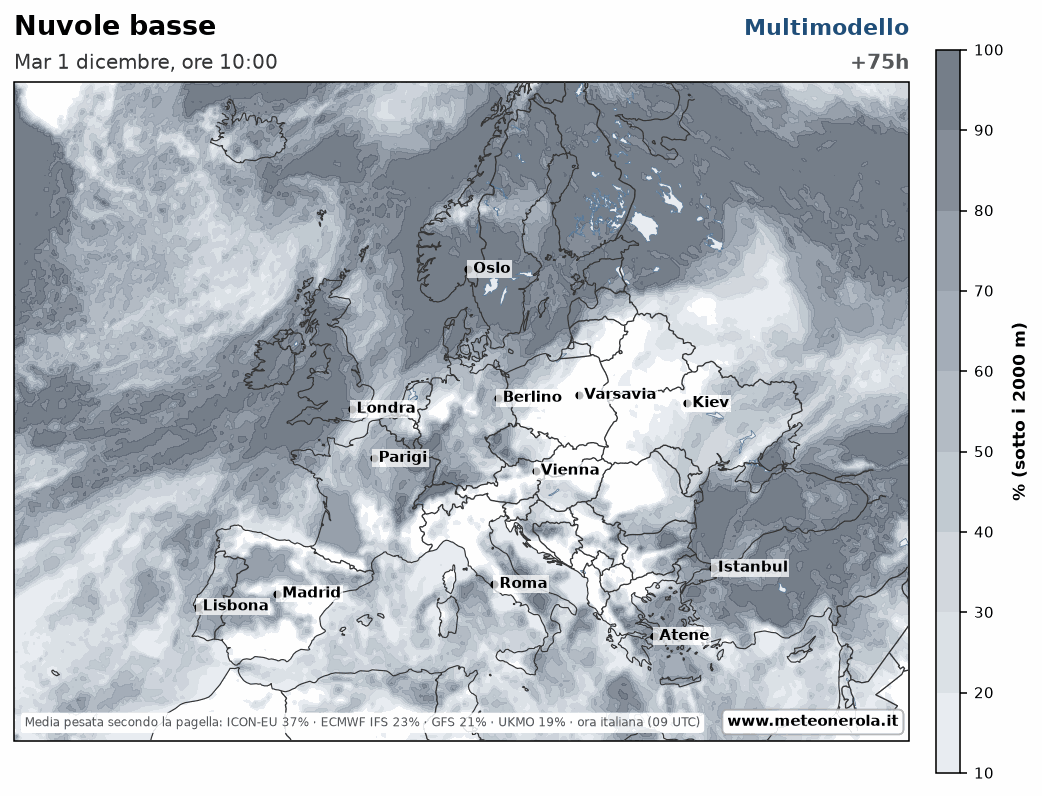 Nuvole basse
Multimodello
Mar 1 dicembre, ore 10:00
+75h
100
90
80
70
60
50
40
30
20
10
% (sotto i 2000 m)
Oslo
Berlino
Varsavia
Kiev
Londra
Parigi
Vienna
Istanbul
Roma
Madrid
Lisbona
Atene
Media pesata secondo la pagella: ICON-EU 37% · ECMWF IFS 23% · GFS 21% · UKMO 19% · ora italiana (09 UTC)
www.meteonerola.it